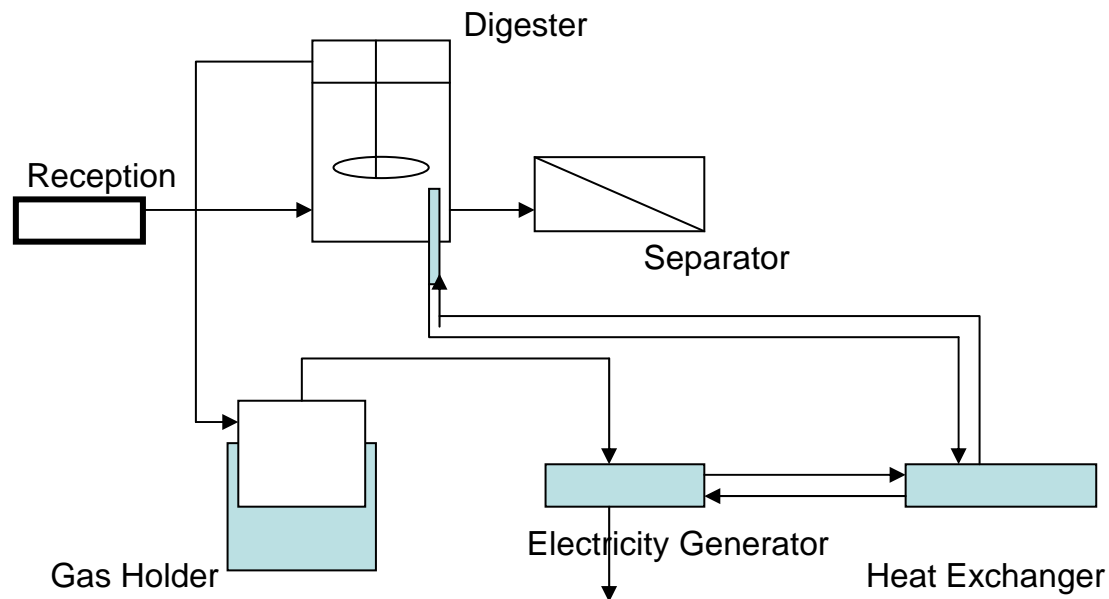 Digester
Reception
Separator
Electricity Generator
Gas Holder
Heat Exchanger